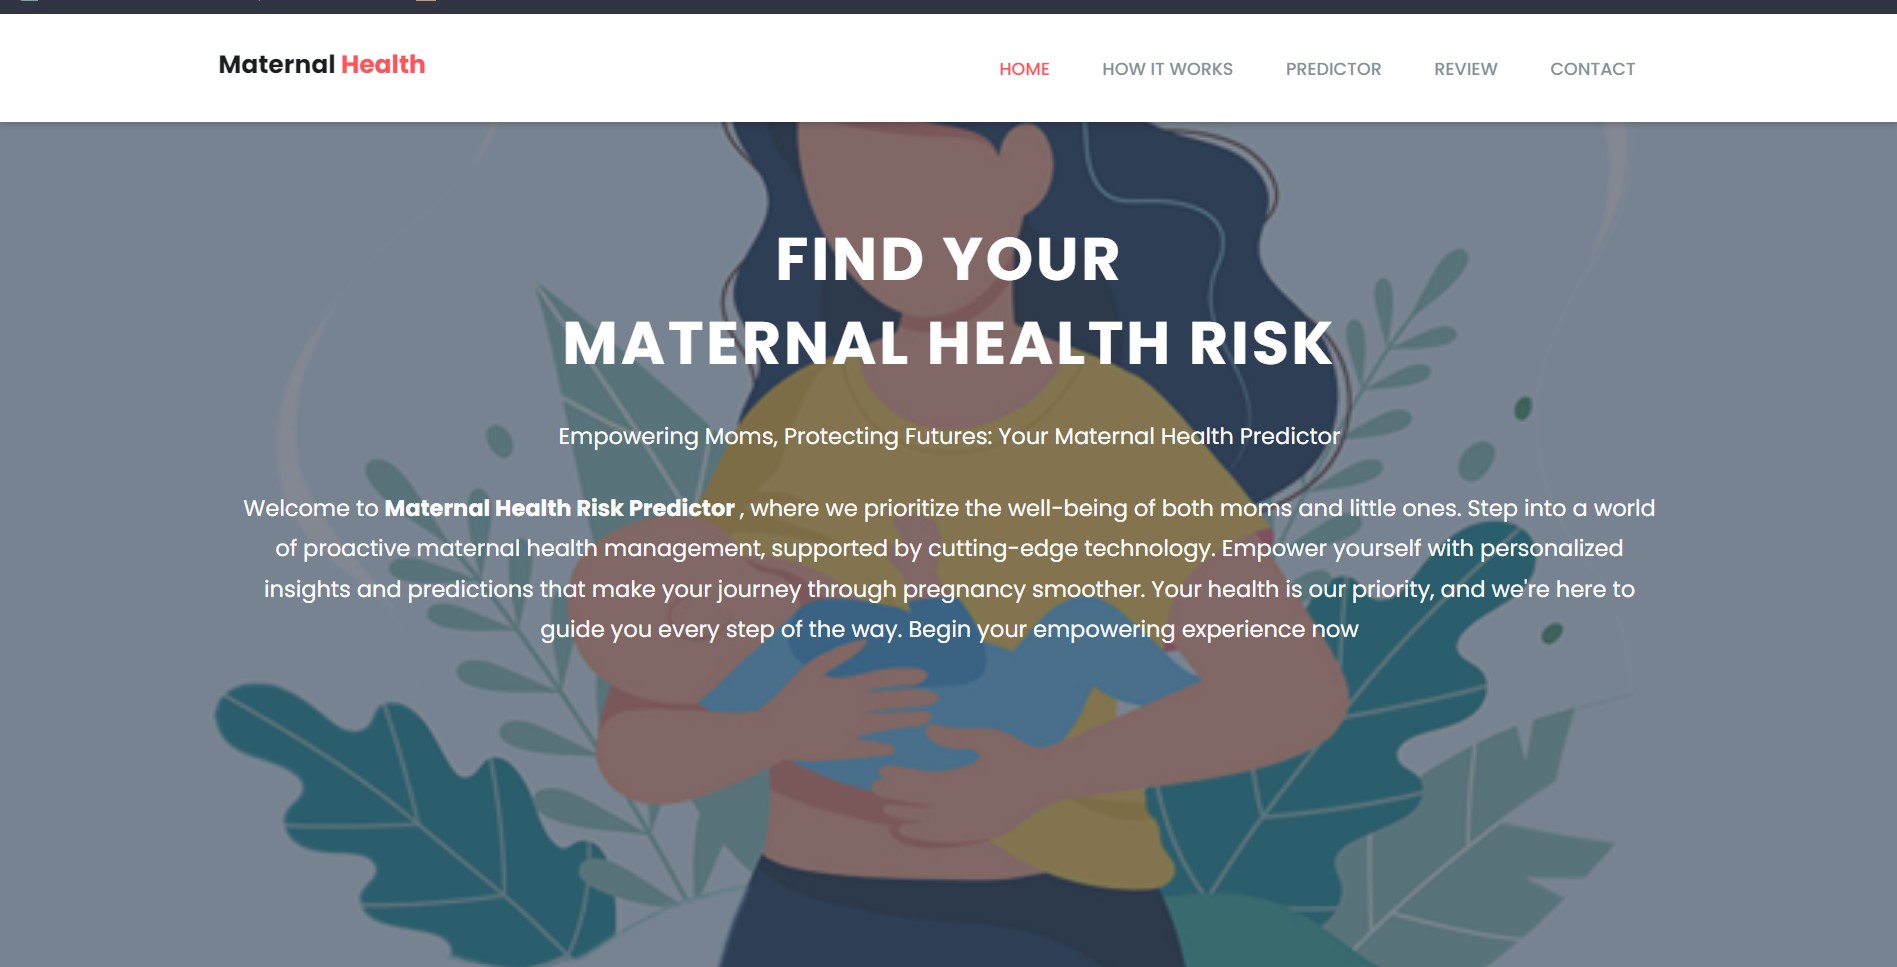 Maternal Health
HOME HOW IT WORKS PREDICTOR REVIEW CONTACT
FIND YOUR
MATERNAL HEALTH RISK
Empowering Moms, Protecting Futures: Your Maternal Health Predictor
Welcome to Maternal Health Risk Predictor , where we prioritize the well-being of both moms and little ones. Step into a world
of proactive maternal health management, supported by cutting-edge technology. Empower yourself with personalized
insights and predictions that make your journey through pregnancy smoother. Your health is our priority, and we're here to
guide you every step of the way. Begin your empowering experience now